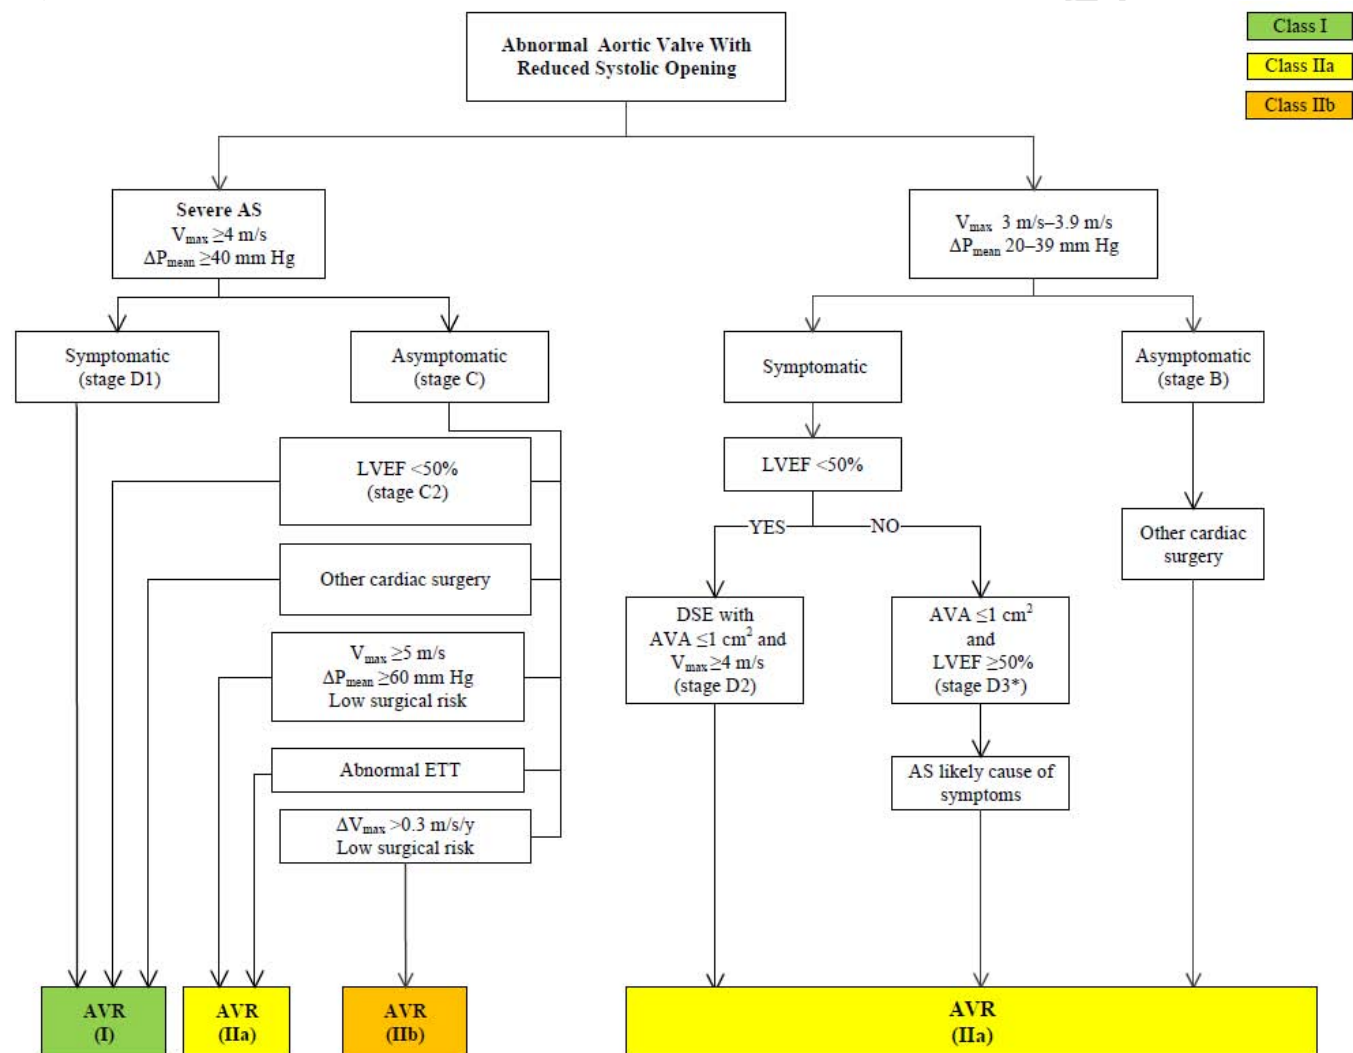 Abnormal Aortic Valve With
Reduced Systolic Opening
Class I
Class IIa
Class IIb
Severe AS
Vmax ≥4 m/s
ΔPmean ≥40 mm Hg
Vmax 3 m/s–3.9 m/s
ΔPmean 20–39 mm Hg
Symptomatic
(stage D1)
Asymptomatic
(stage C)
Symptomatic
Asymptomatic
(stage B)
LVEF <50%
(stage C2)
Other cardiac surgery
Vmax ≥5 m/s
ΔPmean ≥60 mm Hg
Low surgical risk
Abnormal ETT
ΔVmax >0.3 m/s/y
Low surgical risk
LVEF <50%
YES
NO
DSE with
AVA ≤1 cm² and
Vmax ≥4 m/s
(stage D2)
AVA ≤1 cm²
and
LVEF ≥50%
(stage D3*)
AS likely cause of
symptoms
Other cardiac
surgery
AVR
(I)
AVR
(IIa)
AVR
(IIb)
AVR
(IIa)